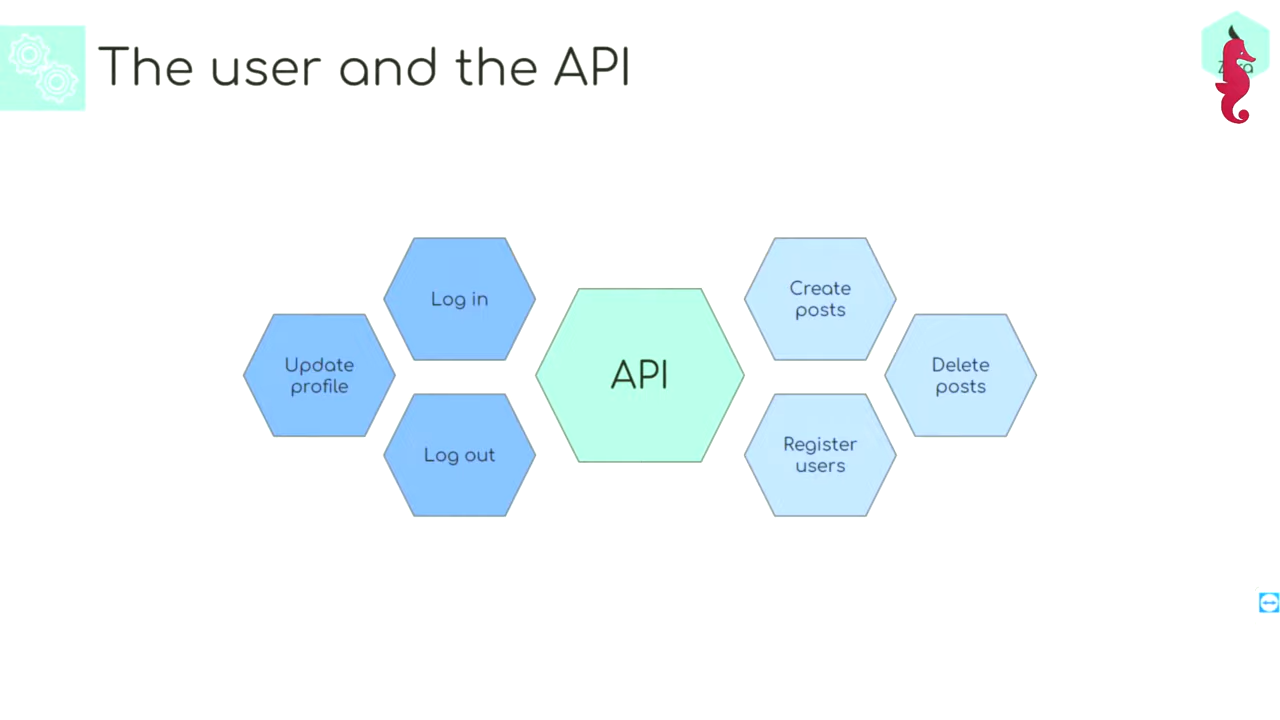 The user and the API
Log in
Create
posts
Update
profile
API
Delete
posts
Log out
Register
users